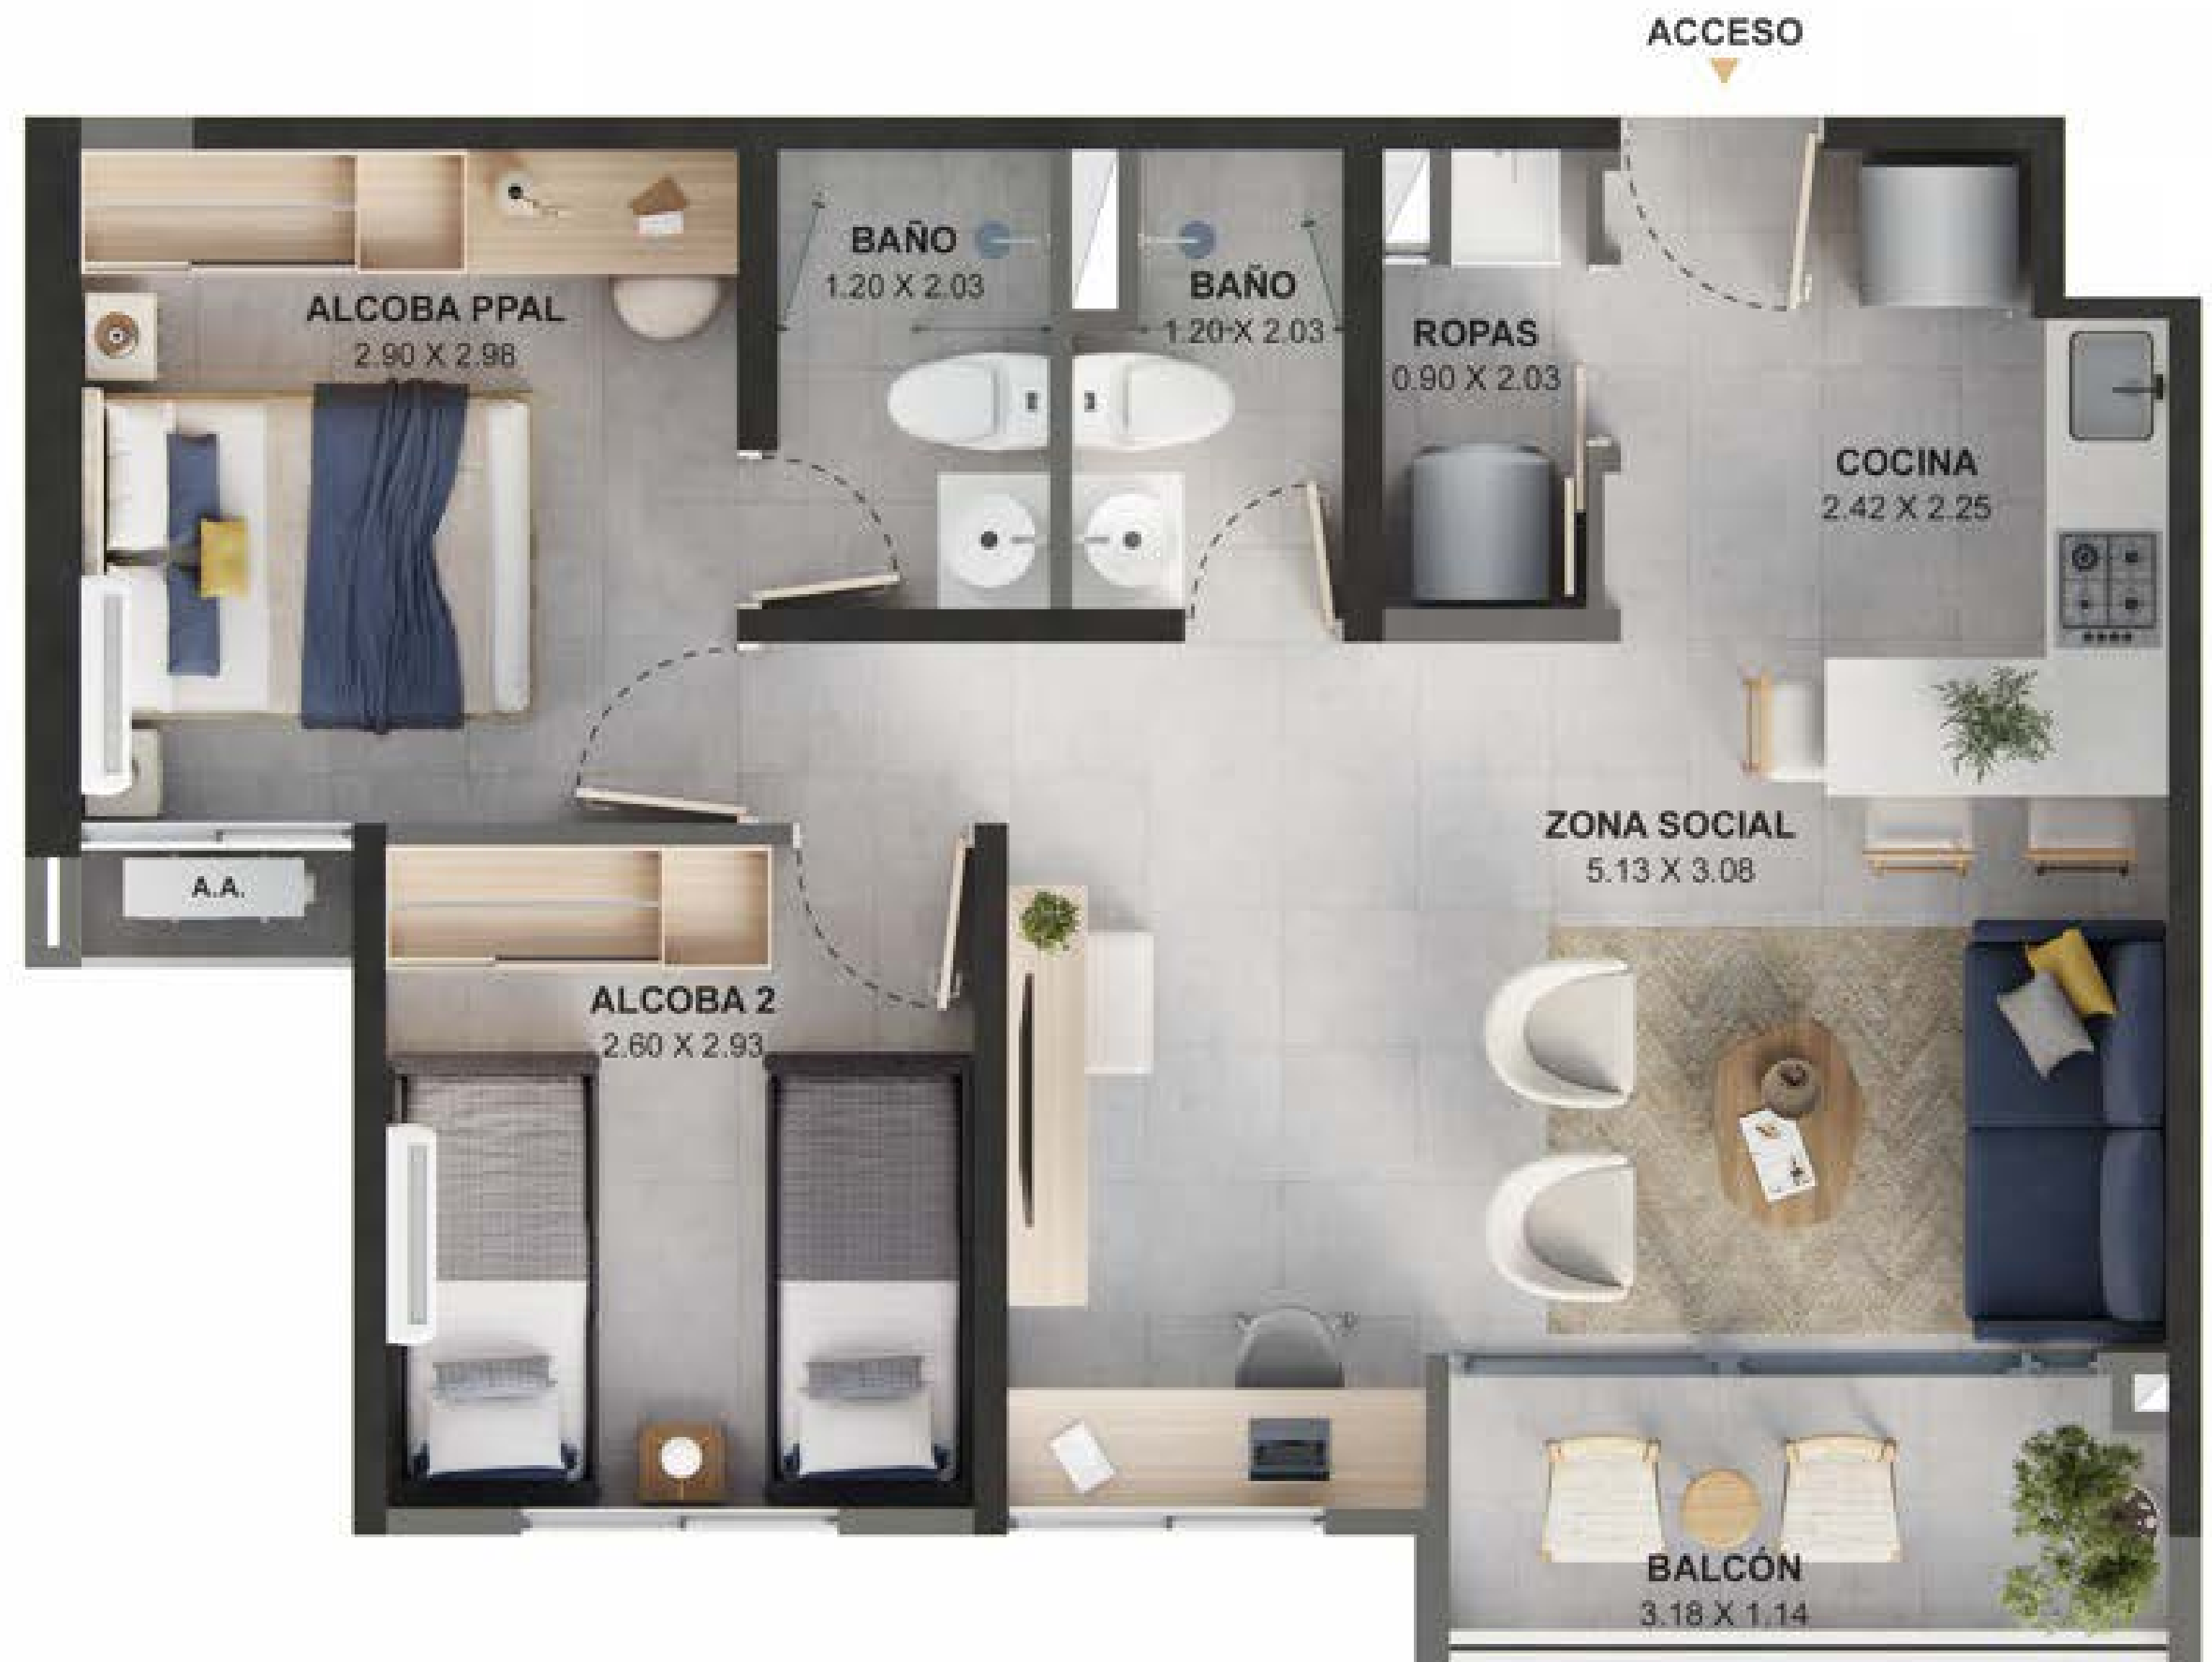 ACCESO
BAÑO
1.20 X 2.03
BAÑO
1.20 X 2.03
ALCOBA PPAL
2.90 X 2.98
ROPAS
0.90 X 2.03
COCINA
2.42 X 2.25
ZONA SOCIAL
5.13 X 3.08
A.A.
ALCOBA 2
2.60 X 2.93
BALCÓN
3.18 X 1.14